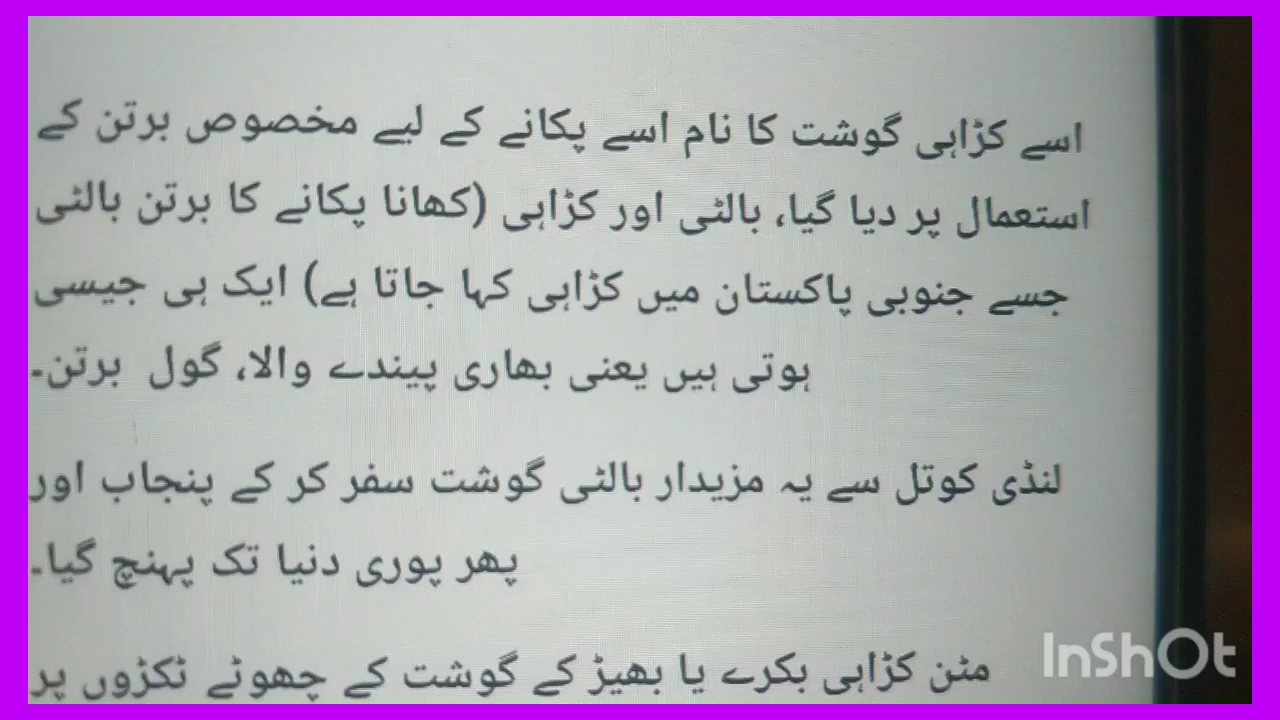 اسے کڑاہی گوشت کا نام اسے پکانے کے لیے مخصوص برتن کے
استعمال پر دیا گیا، بالٹی اور کڑاہی (کھانا پکانے کا برتن بالٹی
جسے جنوبی پاکستان میں کڑاہی کہا جاتا ہے) ایک ہی جیسی
ہوتی ہیں یعنی بھاری پیندے والا، گول برتن۔
لنڈی کوتل سے یہ مزیدار بالٹی گوشت سفر کر کے پنجاب اور
پھر پوری دنیا تک پہنچ گیا۔
مٹن کڑاہی بکرے یا بھیڑ کے گوشت کے چھوٹے ٹکڑوں پر
InShOt